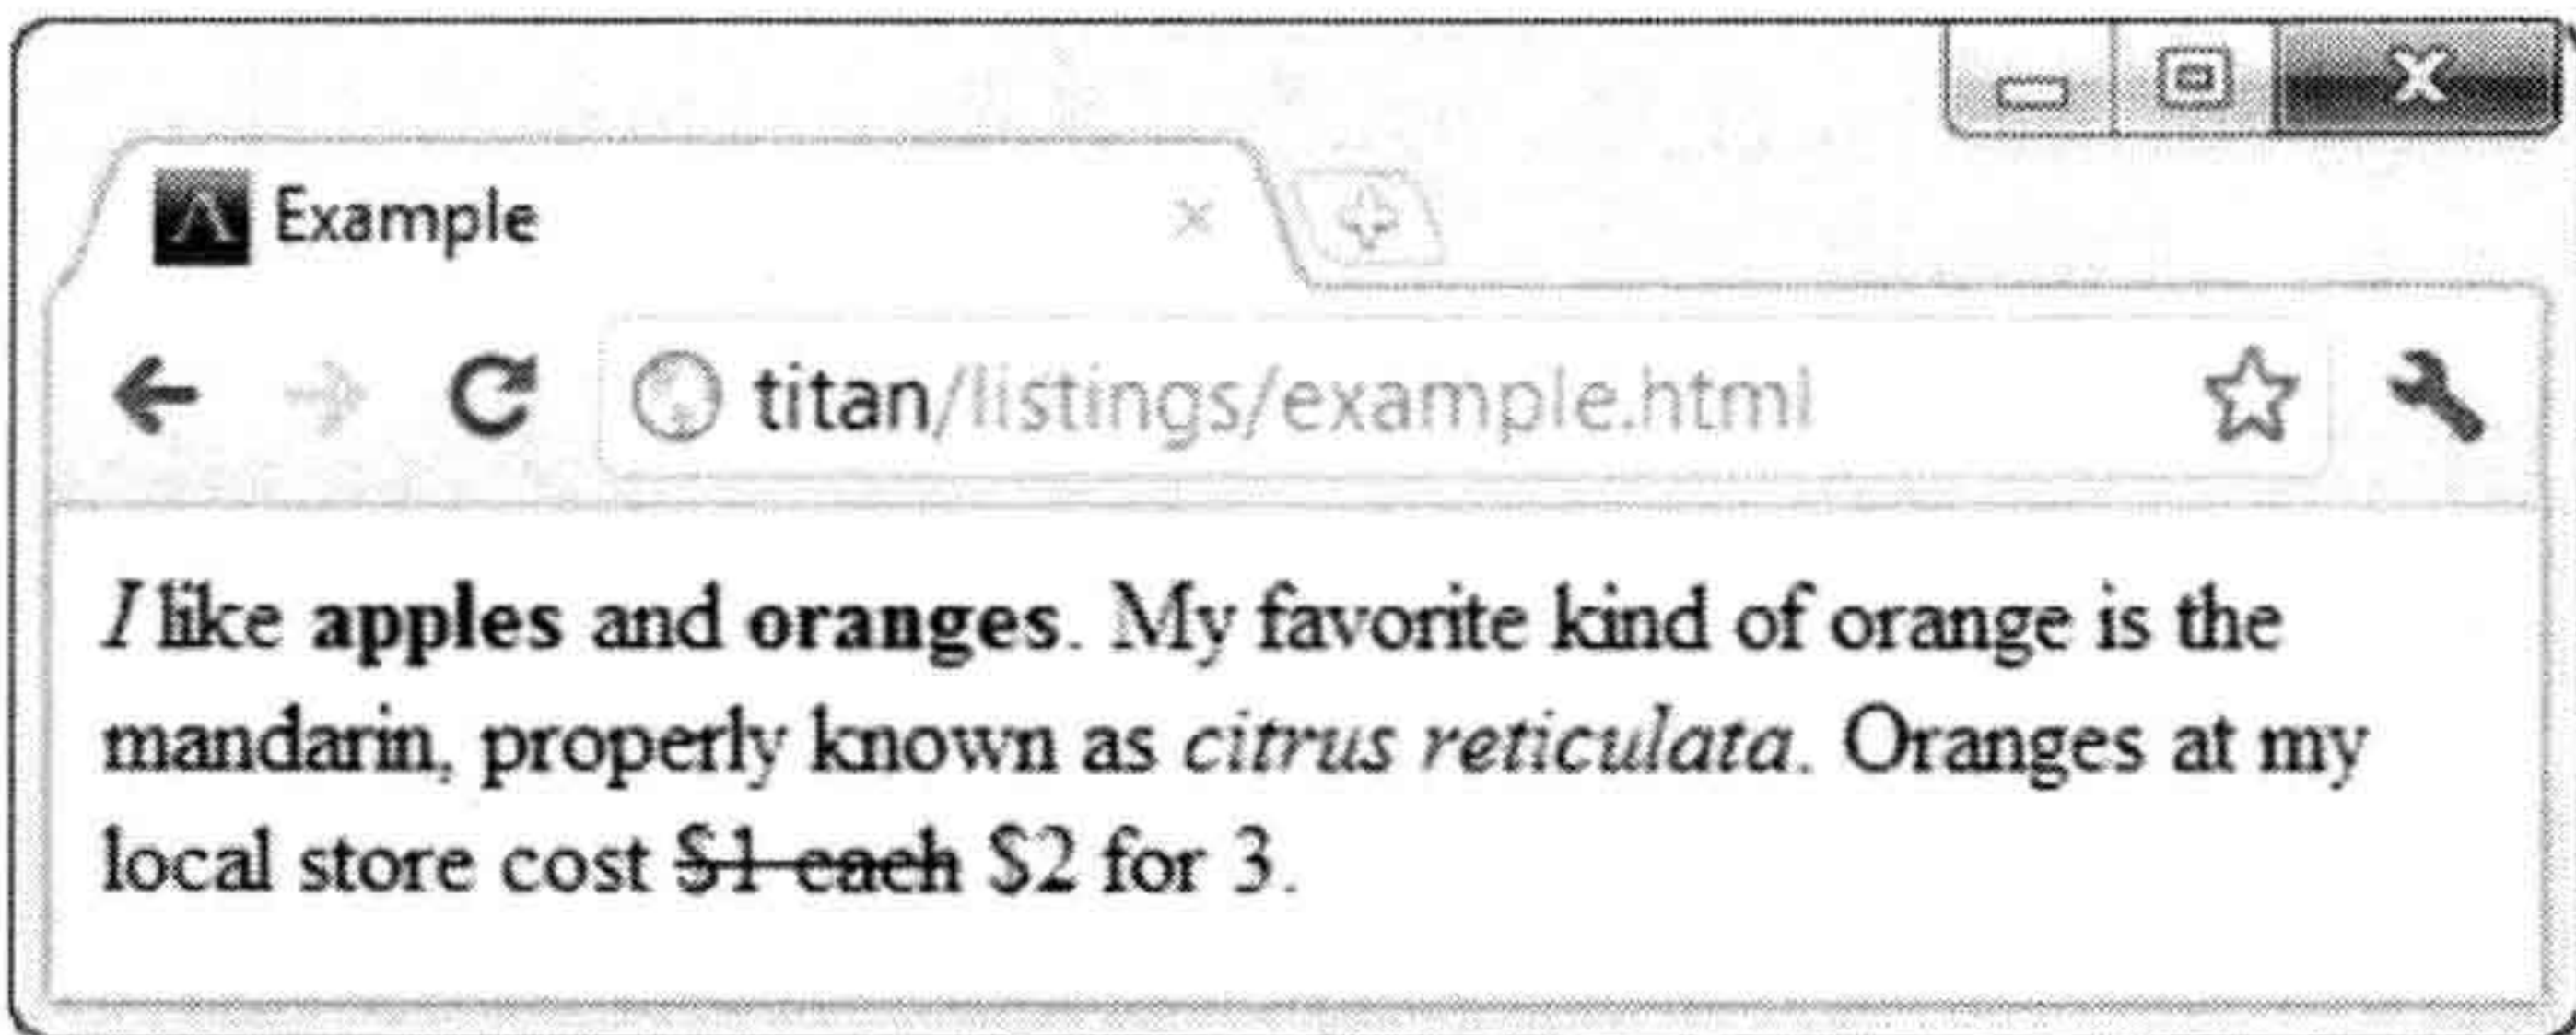 Example
titan/listings/example.html
I like apples and oranges. My favorite kind of orange is the
mandarin, properly known as citrus reticulata. Oranges at my
local store cost $1 each $2 for 3.